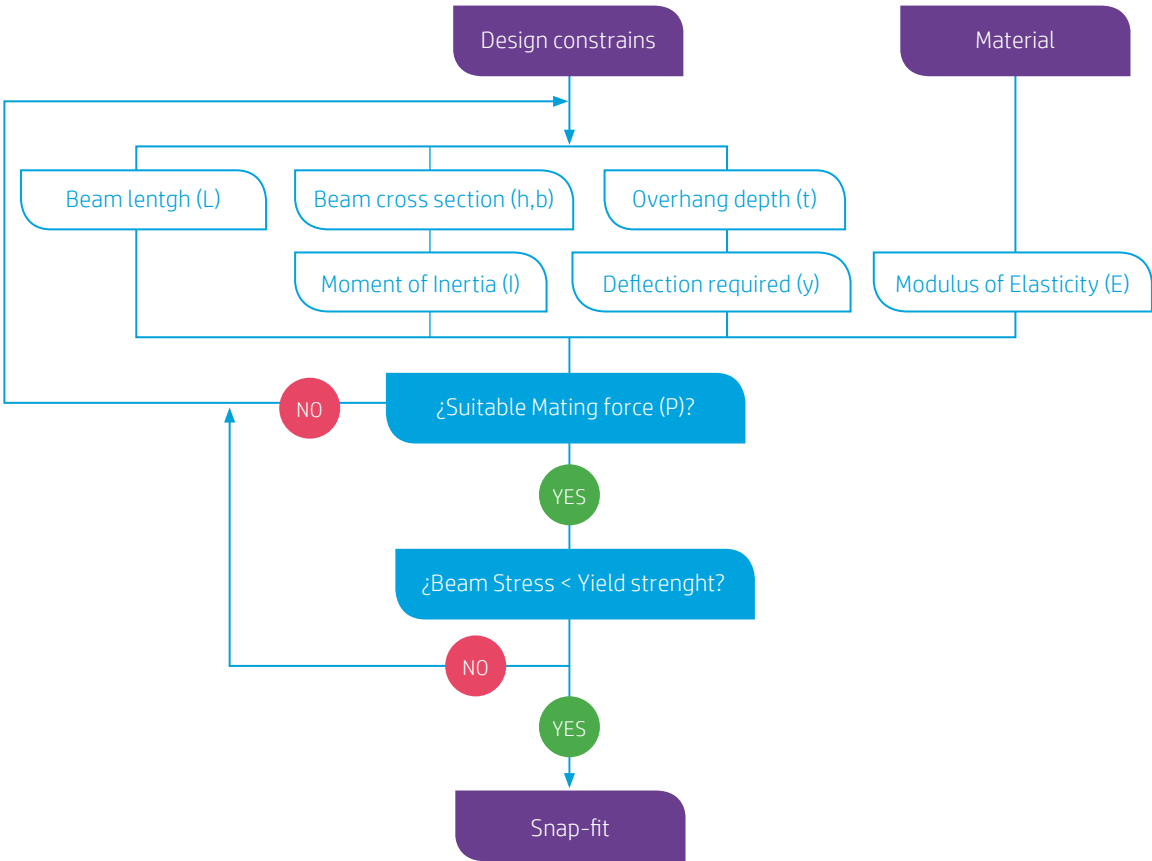 Design constrains
Material
Beam lentgh (L)
Beam cross section (h,b)
Overhang depth (t)
Moment of Inertia (I)
Deflection required (y)
Modulus of Elasticity (E)
NO
¿Suitable Mating force (P)?
YES
¿Beam Stress < Yield strenght?
NO
YES
Snap-fit